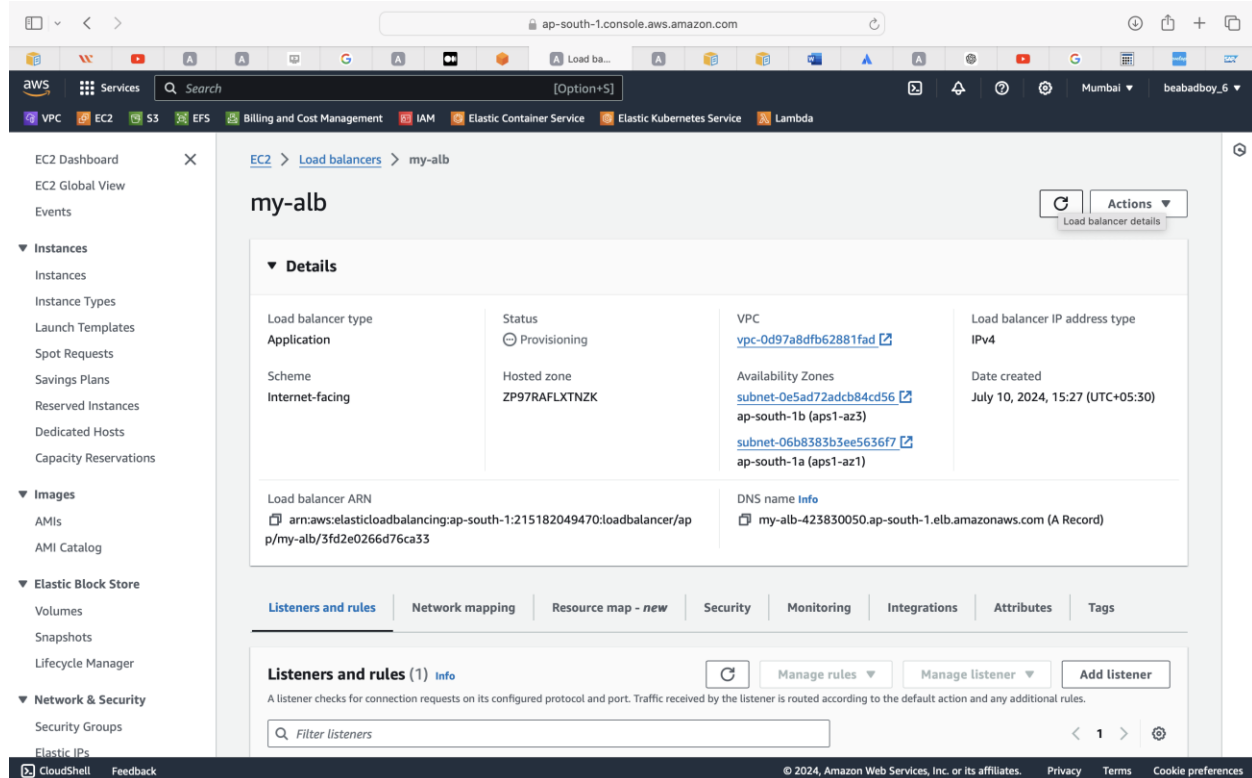 ap-south-1.console.aws.amazon.com
Load ba...
aws Services Search [Option+S] Mumbai beabadboy_6
VPC EC2 S3 EFS Billing and Cost Management IAM Elastic Container Service Elastic Kubernetes Service Lambda
EC2 Dashboard
EC2 Global View
Events
Instances
Instances
Instance Types
Launch Templates
Spot Requests
Savings Plans
Reserved Instances
Dedicated Hosts
Capacity Reservations
Images
AMIs
AMI Catalog
Elastic Block Store
Volumes
Snapshots
Lifecycle Manager
Network & Security
Security Groups
Elastic IPs
EC2 > Load balancers > my-alb
my-alb
Actions
Load balancer details
Details
Load balancer type
Application
Status
Provisioning
VPC
vpc-0d97a8dfb62881fad
Load balancer IP address type
IPv4
Scheme
Internet-facing
Hosted zone
ZP97RAFLXTNZK
Availability Zones
subnet-0e5ad72adcb84cd56
ap-south-1b (aps1-az3)
subnet-06b8383b3ee5636f7
ap-south-1a (aps1-az1)
Date created
July 10, 2024, 15:27 (UTC+05:30)
Load balancer ARN
arn:aws:elasticloadbalancing:ap-south-1:215182049470:loadbalancer/ap
p/my-alb/3fd2e0266d76ca33
DNS name Info
my-alb-423830050.ap-south-1.elb.amazonaws.com (A Record)
Listeners and rules Network mapping Resource map - new Security Monitoring Integrations Attributes Tags
Listeners and rules (1) Info
Manage rules Manage listener Add listener
A listener checks for connection requests on its configured protocol and port. Traffic received by the listener is routed according to the default action and any additional rules.
Filter listeners
1
CloudShell Feedback © 2024, Amazon Web Services, Inc. or its affiliates. Privacy Terms Cookie preferences